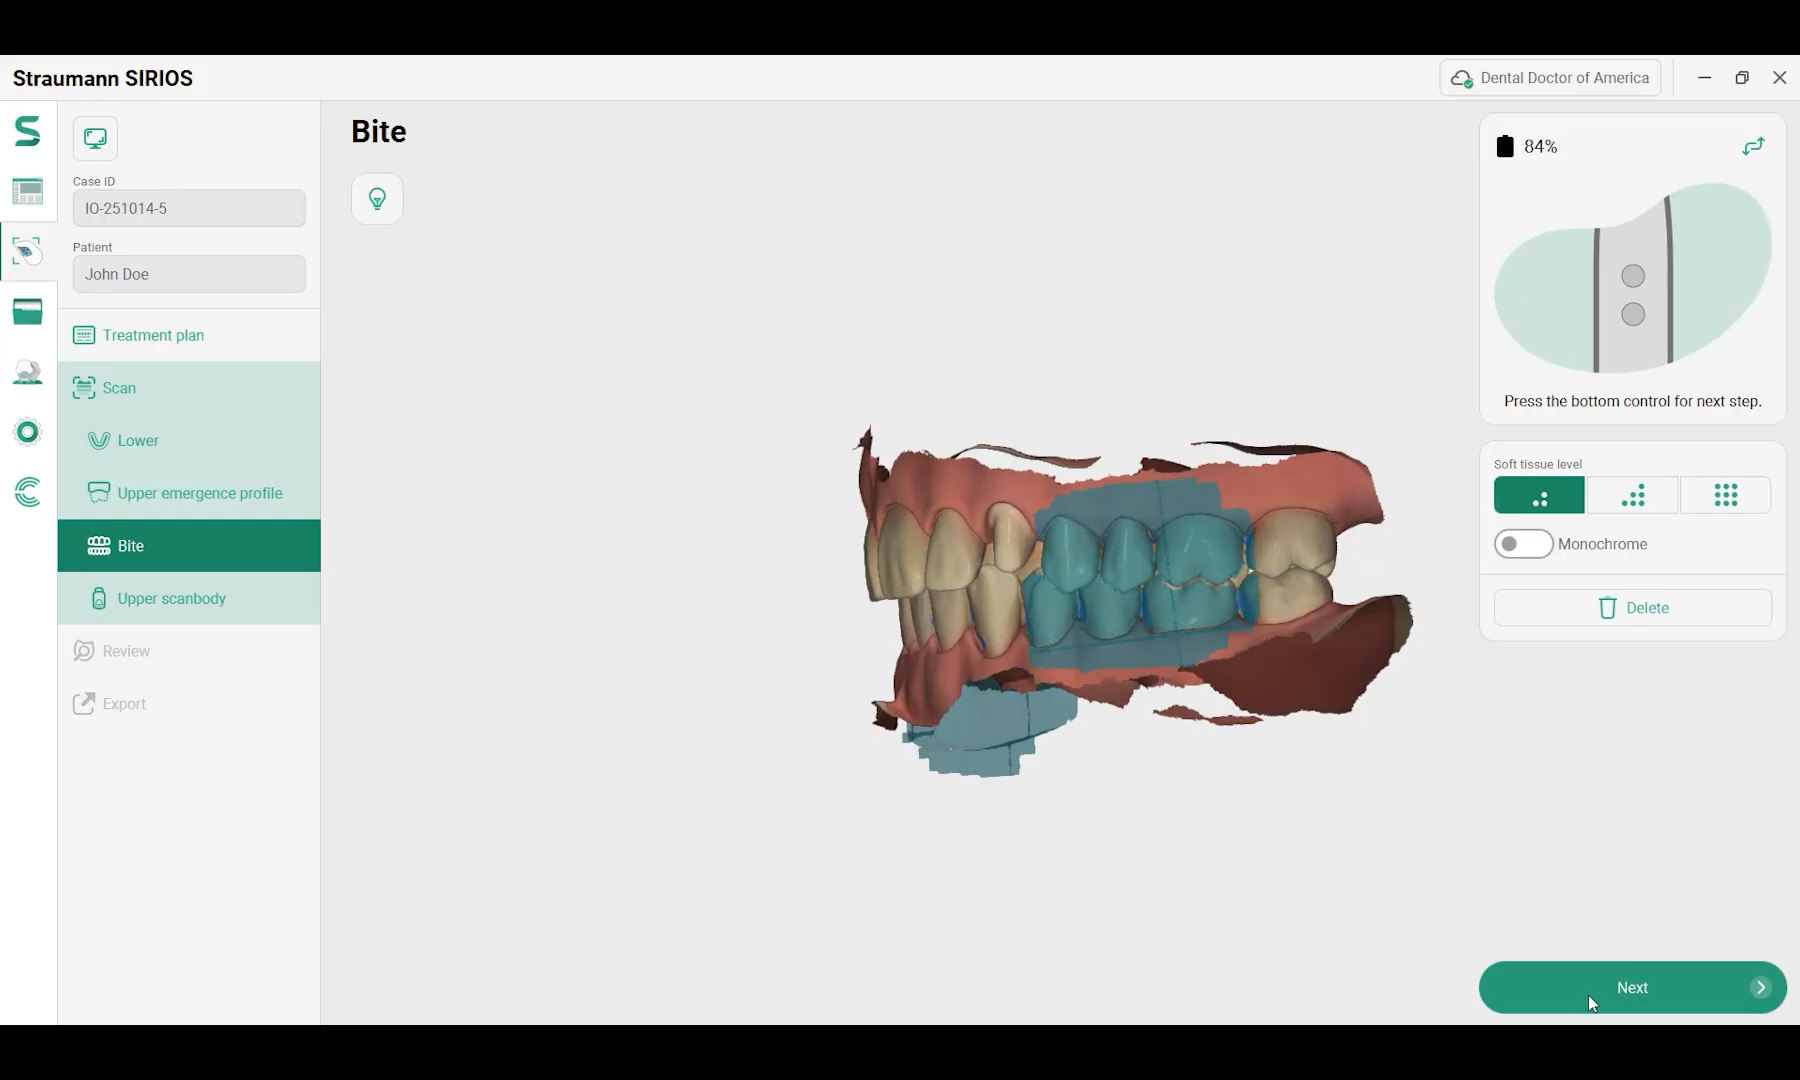 Straumann SIRIOS
Dental Doctor of America
Case ID
IO-251014-5
Patient
John Doe
Treatment plan
Scan
Lower
Upper emergence profile
Bite
Upper scanbody
Review
Export
Bite
84%
Press the bottom control for next step.
Soft tissue level
Monochrome
Delete
Next